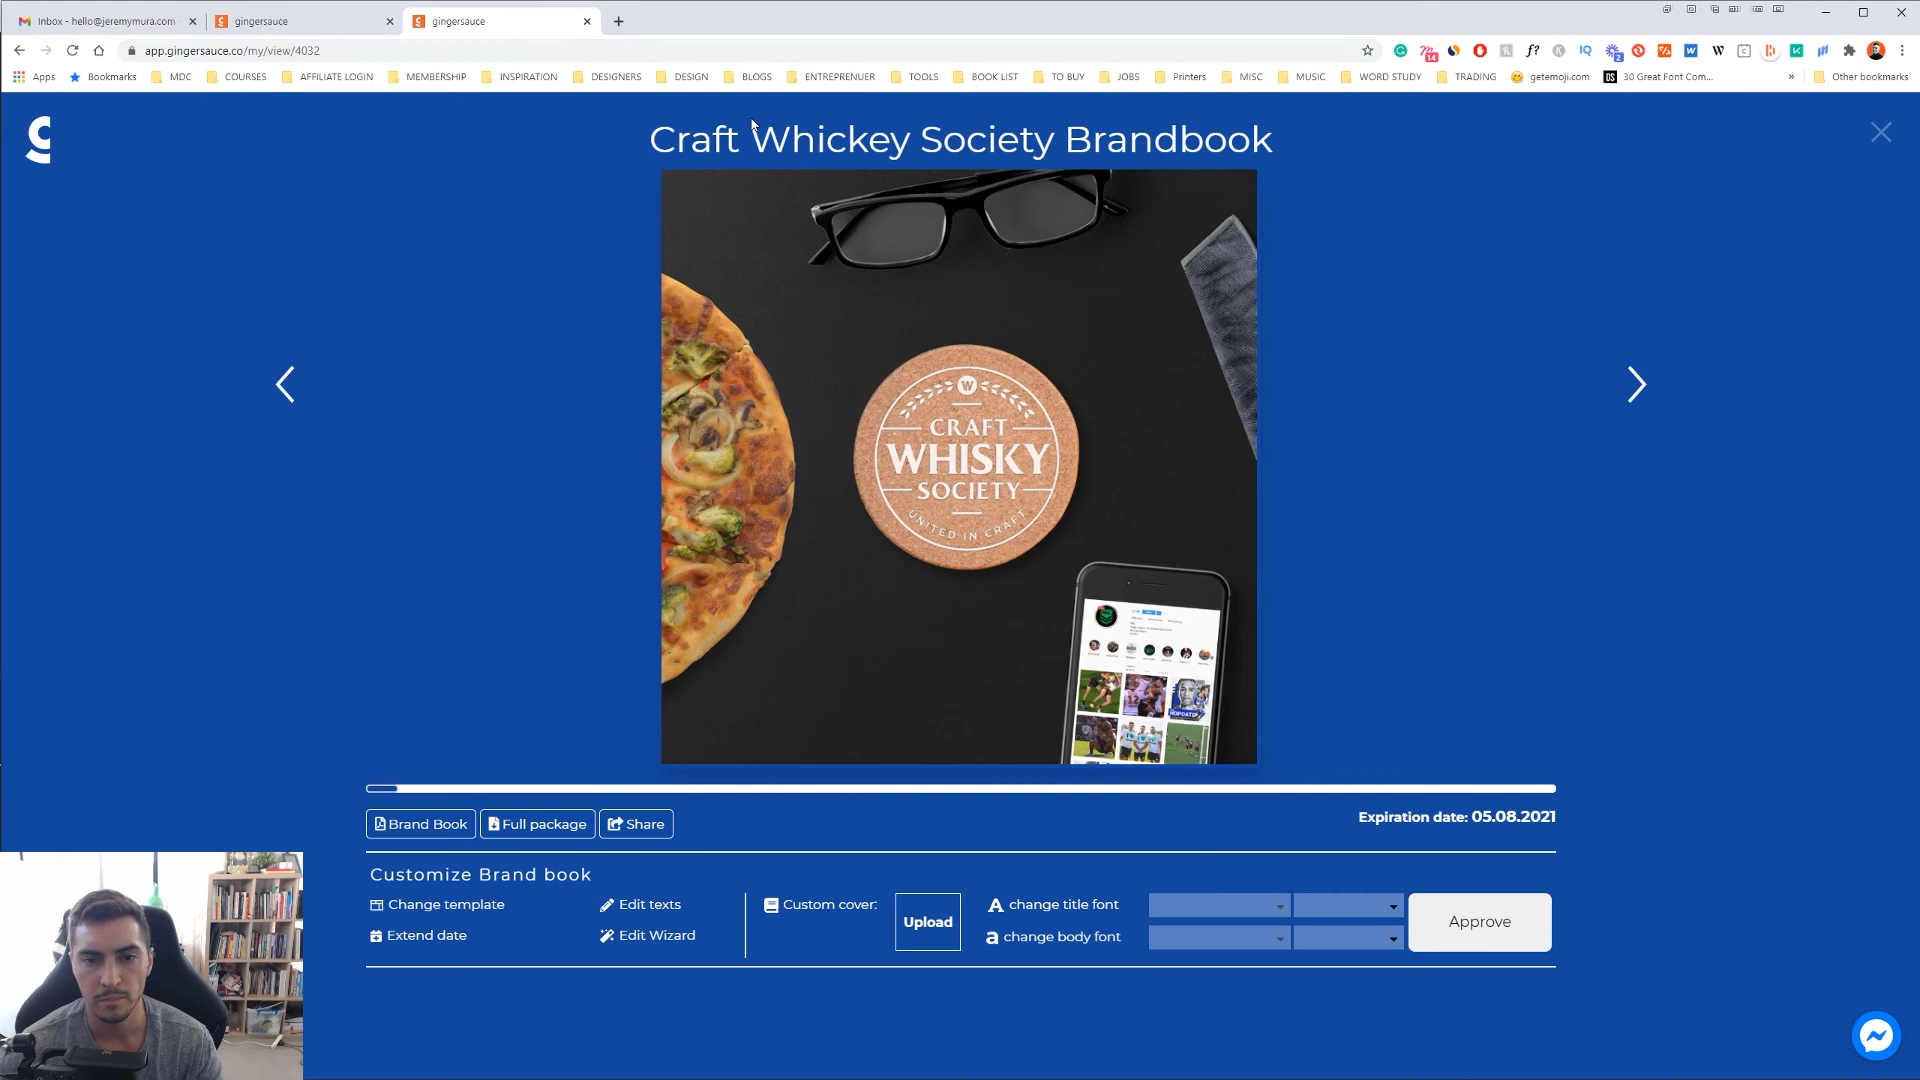 Inbox - hello@jeremymura.com
gingersauce
gingersauce
app.gingersauce.co/my/view/4032
Apps
Bookmarks
MDC
COURSES
AFFILIATE LOGIN
MEMBERSHIP
INSPIRATION
DESIGNERS
DESIGN
BLOGS
ENTREPRENUER
TOOLS
BOOK LIST
TO BUY
JOBS
Printers
MISC
MUSIC
WORD STUDY
TRADING
getemoji.com
30 Great Font Com...
Other bookmarks
Craft Whickey Society Brandbook
W
CRAFT
WHISKY
SOCIETY
UNITED IN CRAFT
Brand Book
Full package
Share
Expiration date: 05.08.2021
Customize Brand book
Change template
Edit texts
Extend date
Edit Wizard
Custom cover:
Upload
A change title font
a change body font
Approve